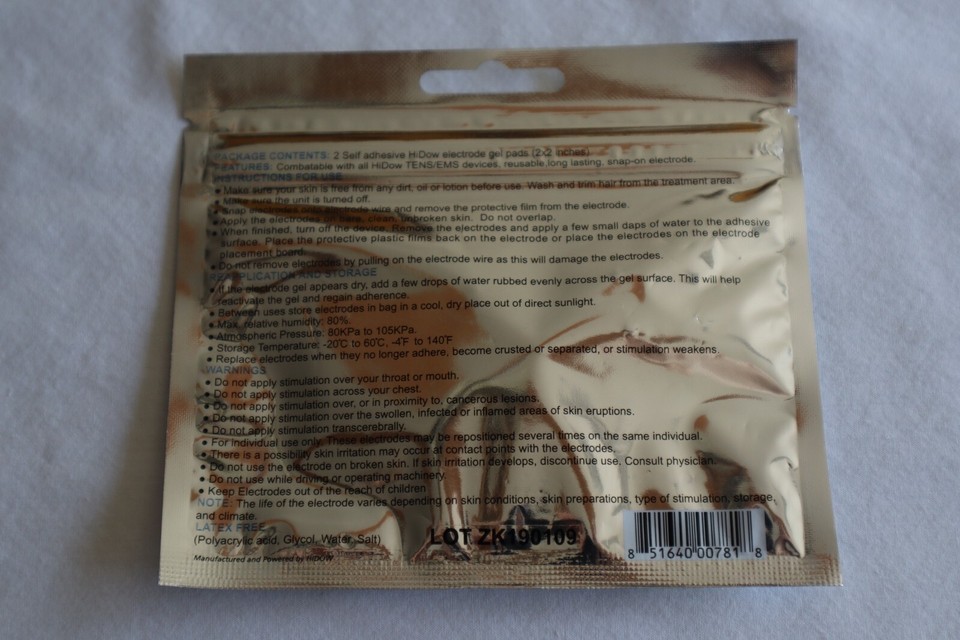 PACKAGE CONTENTS: 2 Self adhesive HiDow electrode gel pads (2x2 inches)
FEATURES: Combatable with all HiDow TENS/EMS devices, reusable,long lasting, snap-on electrode.
INSTRUCTIONS FOR USE
• Make sure your skin is free from any dirt, oil or lotion before use. Wash and trim hair from the treatment area.
• Make sure the unit is turned off.
• Snap electrodes onto electrode wire and remove the protective film from the electrode.
• Apply the electrodes on bare, clean, unbroken skin. Do not overlap.
• When finished, turn off the device. Remove the electrodes and apply a few small daps of water to the adhesive
surface. Place the protective plastic films back on the electrode or place the electrodes on the electrode
placement board.
• Do not remove electrodes by pulling on the electrode wire as this will damage the electrodes.
REAPPLICATION AND STORAGE
• If the electrode gel appears dry, add a few drops of water rubbed evenly across the gel surface. This will help
reactivate the gel and regain adherence.
• Between uses store electrodes in bag in a cool, dry place out of direct sunlight.
• Max. relative humidity: 80%.
• Atmospheric Pressure: 80KPa to 105KPa.
• Storage Temperature: -20℃ to 60℃, -4℉ to 140℉
• Replace electrodes when they no longer adhere, become crusted or separated, or stimulation weakens.
WARNINGS
• Do not apply stimulation over your throat or mouth.
• Do not apply stimulation across your chest.
• Do not apply stimulation over, or in proximity to, cancerous lesions.
• Do not apply stimulation over the swollen, infected or inflamed areas of skin eruptions.
• Do not apply stimulation transcerebrally.
• For individual use only. These electrodes may be repositioned several times on the same individual.
• There is a possibility skin irritation may occur at contact points with the electrodes.
• Do not use the electrode on broken skin. If skin irritation develops, discontinue use. Consult physician.
• Do not use while driving or operating machinery.
• Keep Electrodes out of the reach of children
NOTE: The life of the electrode varies depending on skin conditions, skin preparations, type of stimulation, storage,
and climate.
LATEX FREE
(Polyacrylic acid, Glycol, Water, Salt)
LOT ZK190109
Manufactured and Powered by HiDOW
8 51640 00781 8